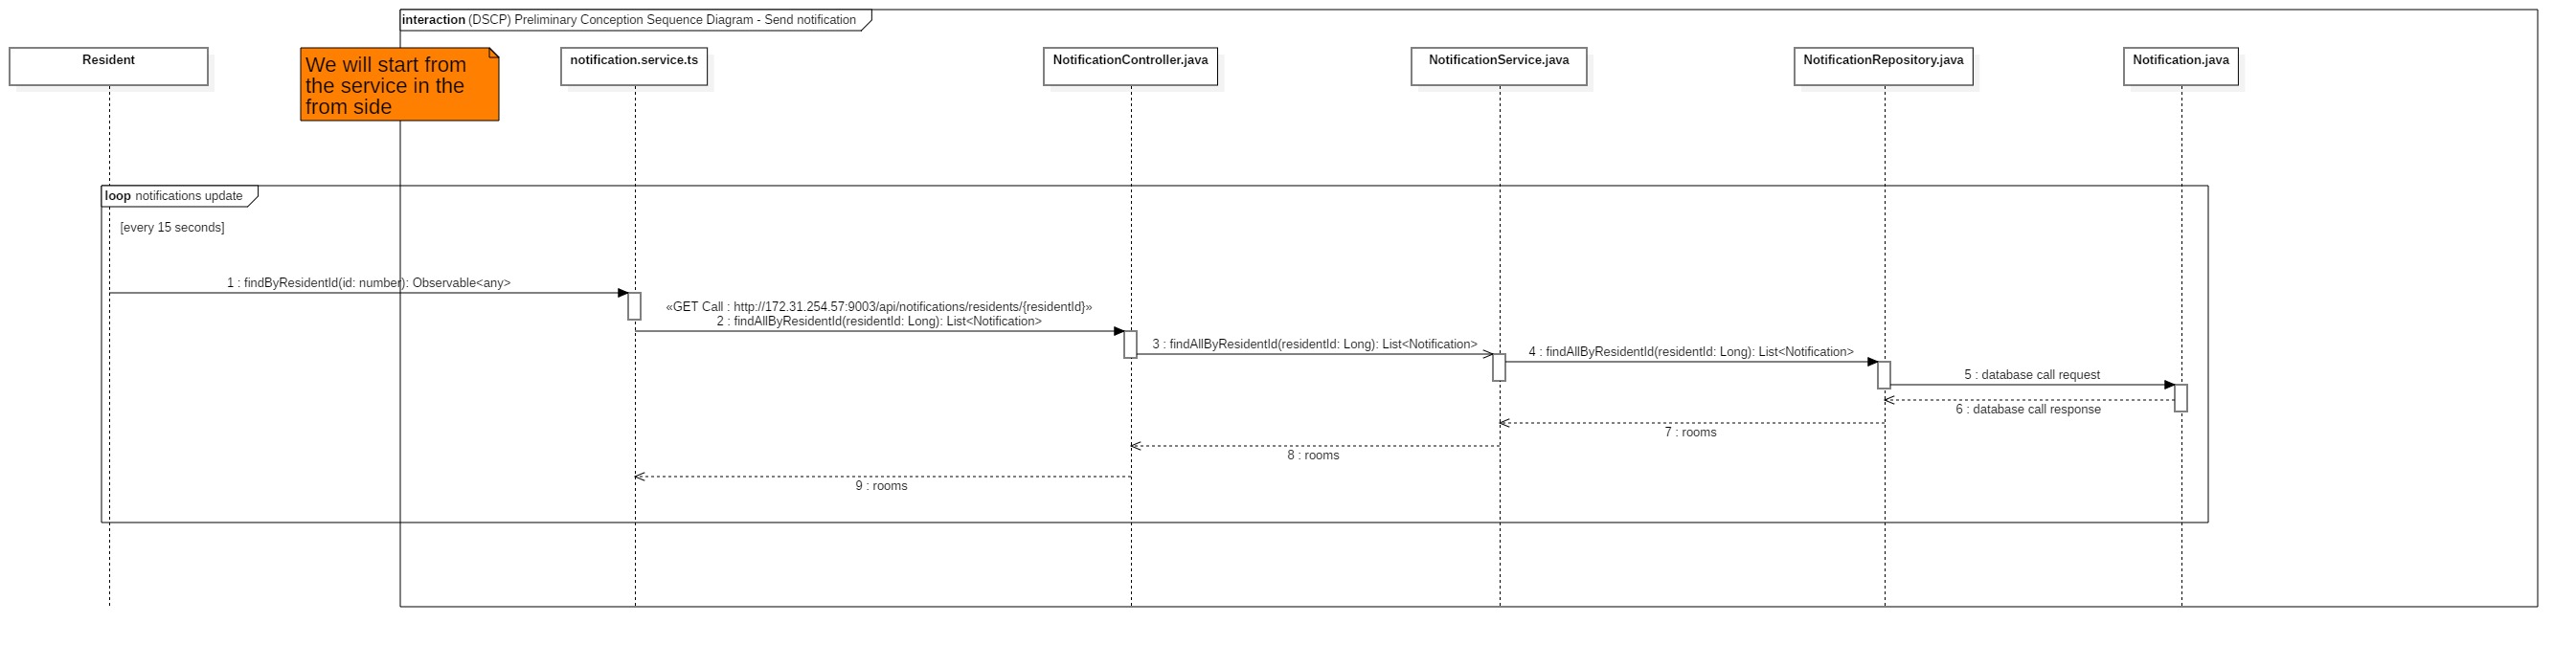 interaction (DSCP) Preliminary Conception Sequence Diagram - Send notification
Resident
We will start from
the service in the
from side
notification.service.ts
NotificationController.java
NotificationService.java
NotificationRepository.java
Notification.java
loop notifications update
[every 15 seconds]
1 : findByResidentId(id: number): Observable<any>
«GET Call : http://172.31.254.57:9003/api/notifications/residents/{residentId}»
2 : findAllByResidentId(residentId: Long): List<Notification>
3 : findAllByResidentId(residentId: Long): List<Notification>
4 : findAllByResidentId(residentId: Long): List<Notification>
5 : database call request
6 : database call response
7 : rooms
8 : rooms
9 : rooms